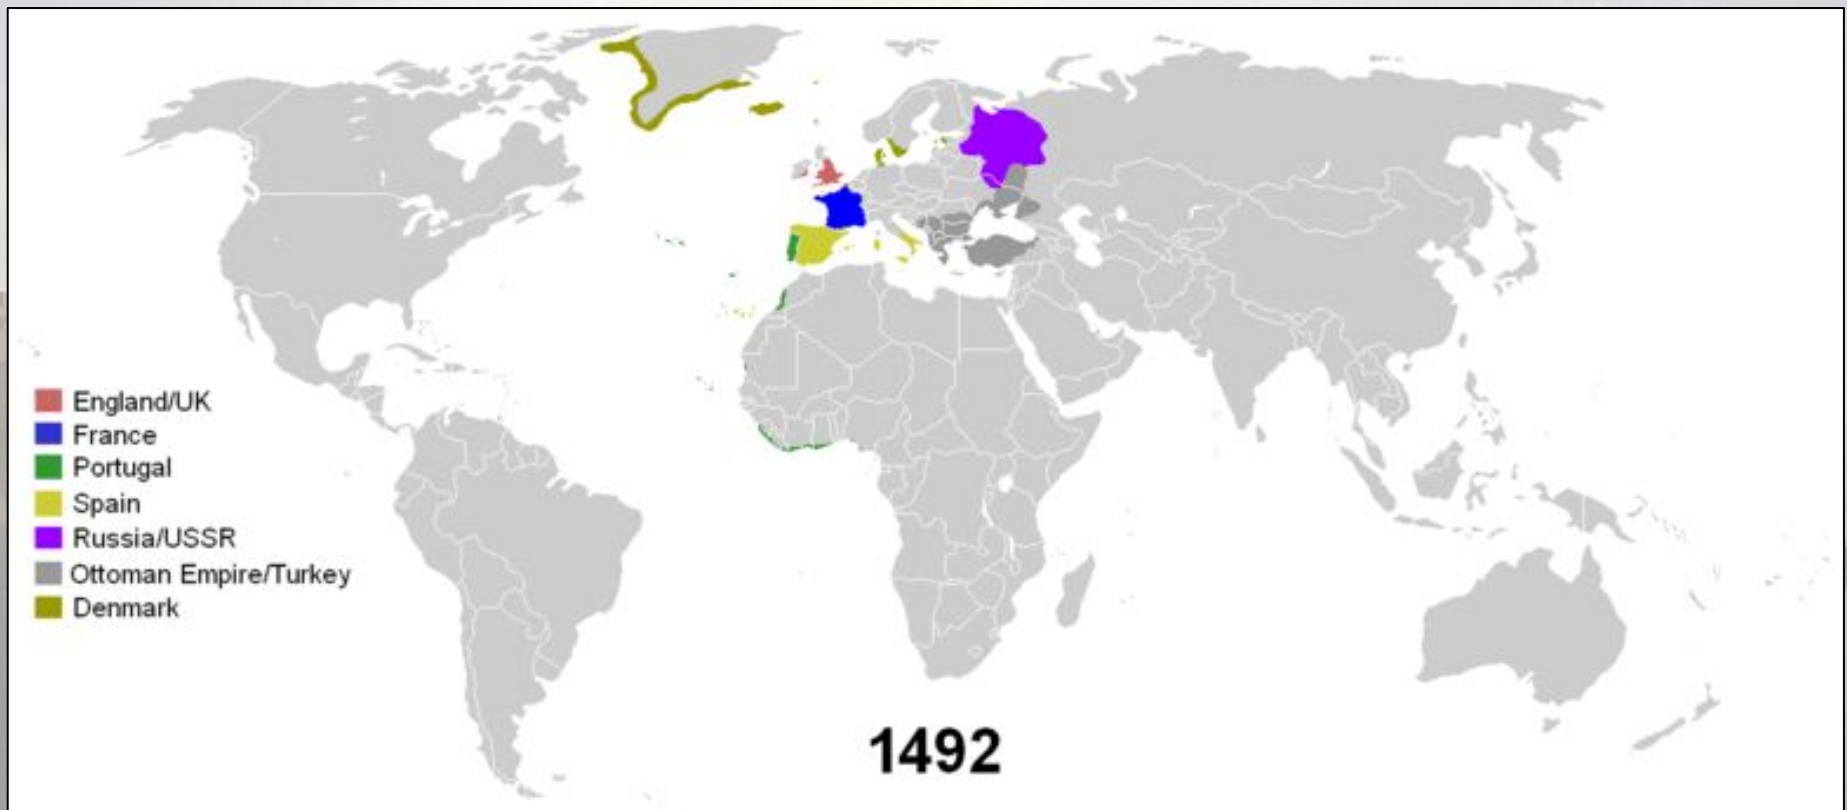 England/UK
France
Portugal
Spain
Russia/USSR
Ottoman Empire/Turkey
Denmark
1492